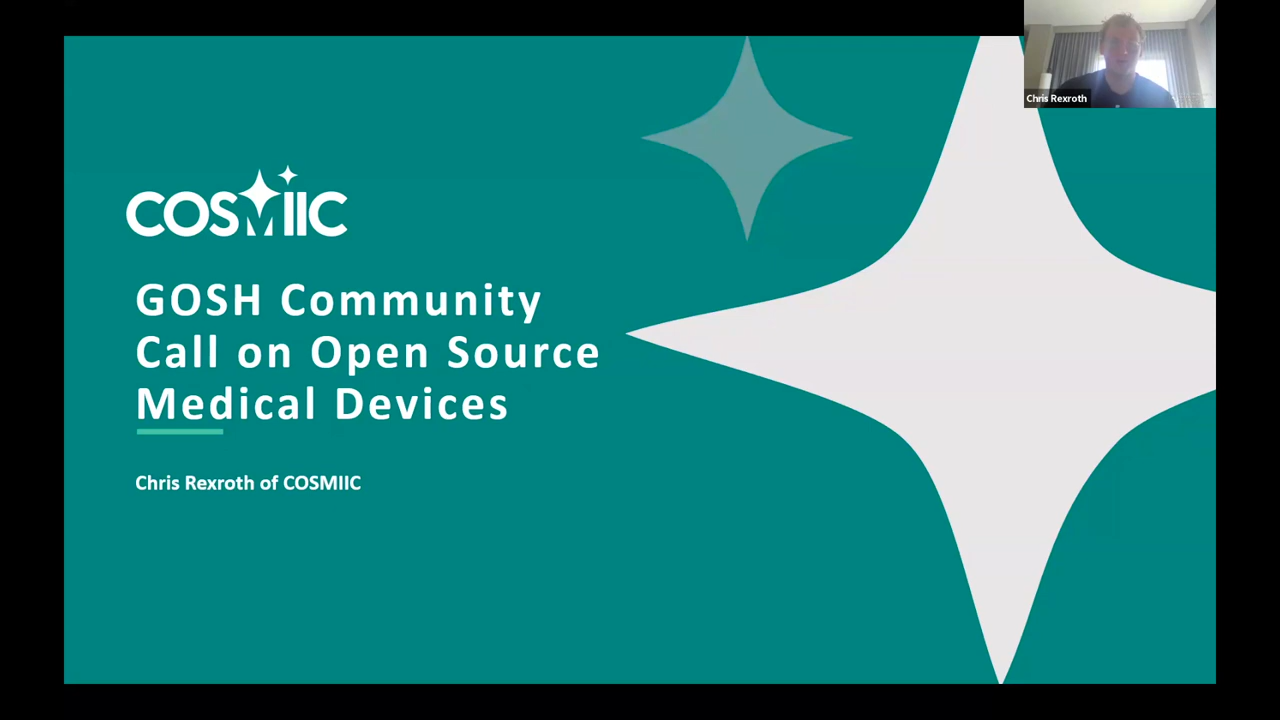 Chris Rexroth
COSMIIC
GOSH Community
Call on Open Source
Medical Devices
Chris Rexroth of COSMIIC